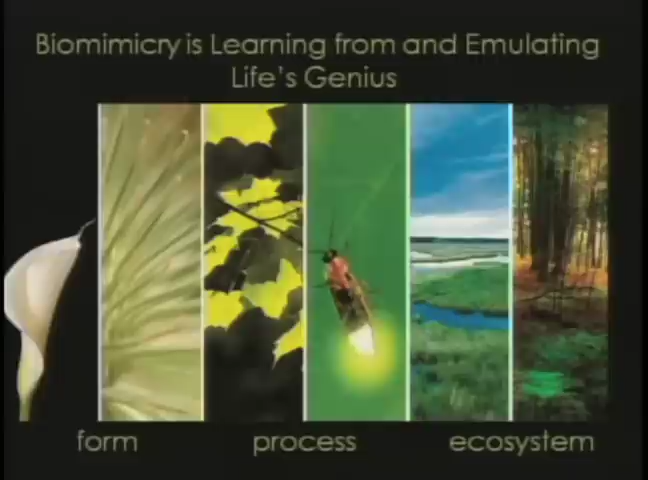 Biomimicry is Learning from and Emulating
Life's Genius
form process ecosystem